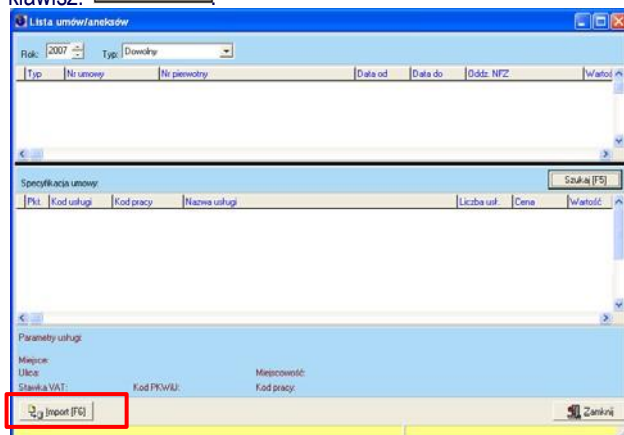 klawisz:
Lista umów/aneksów
Rok: 2007 Typ: Dowolny
Typ Nr umowy Nr pierwotny Data od Data do Oddz. NFZ Wartoś
Specyfikacja umowy: Szukaj [F5]
Pkt. Kod usługi Kod pracy Nazwa usługi Liczba usł. Cena Wartość
Parametry usługi:
Miejsce:
Ulica: Miejscowość:
Stawka VAT: Kod PKWiU: Kod pracy:
Import [F6] Zamknij